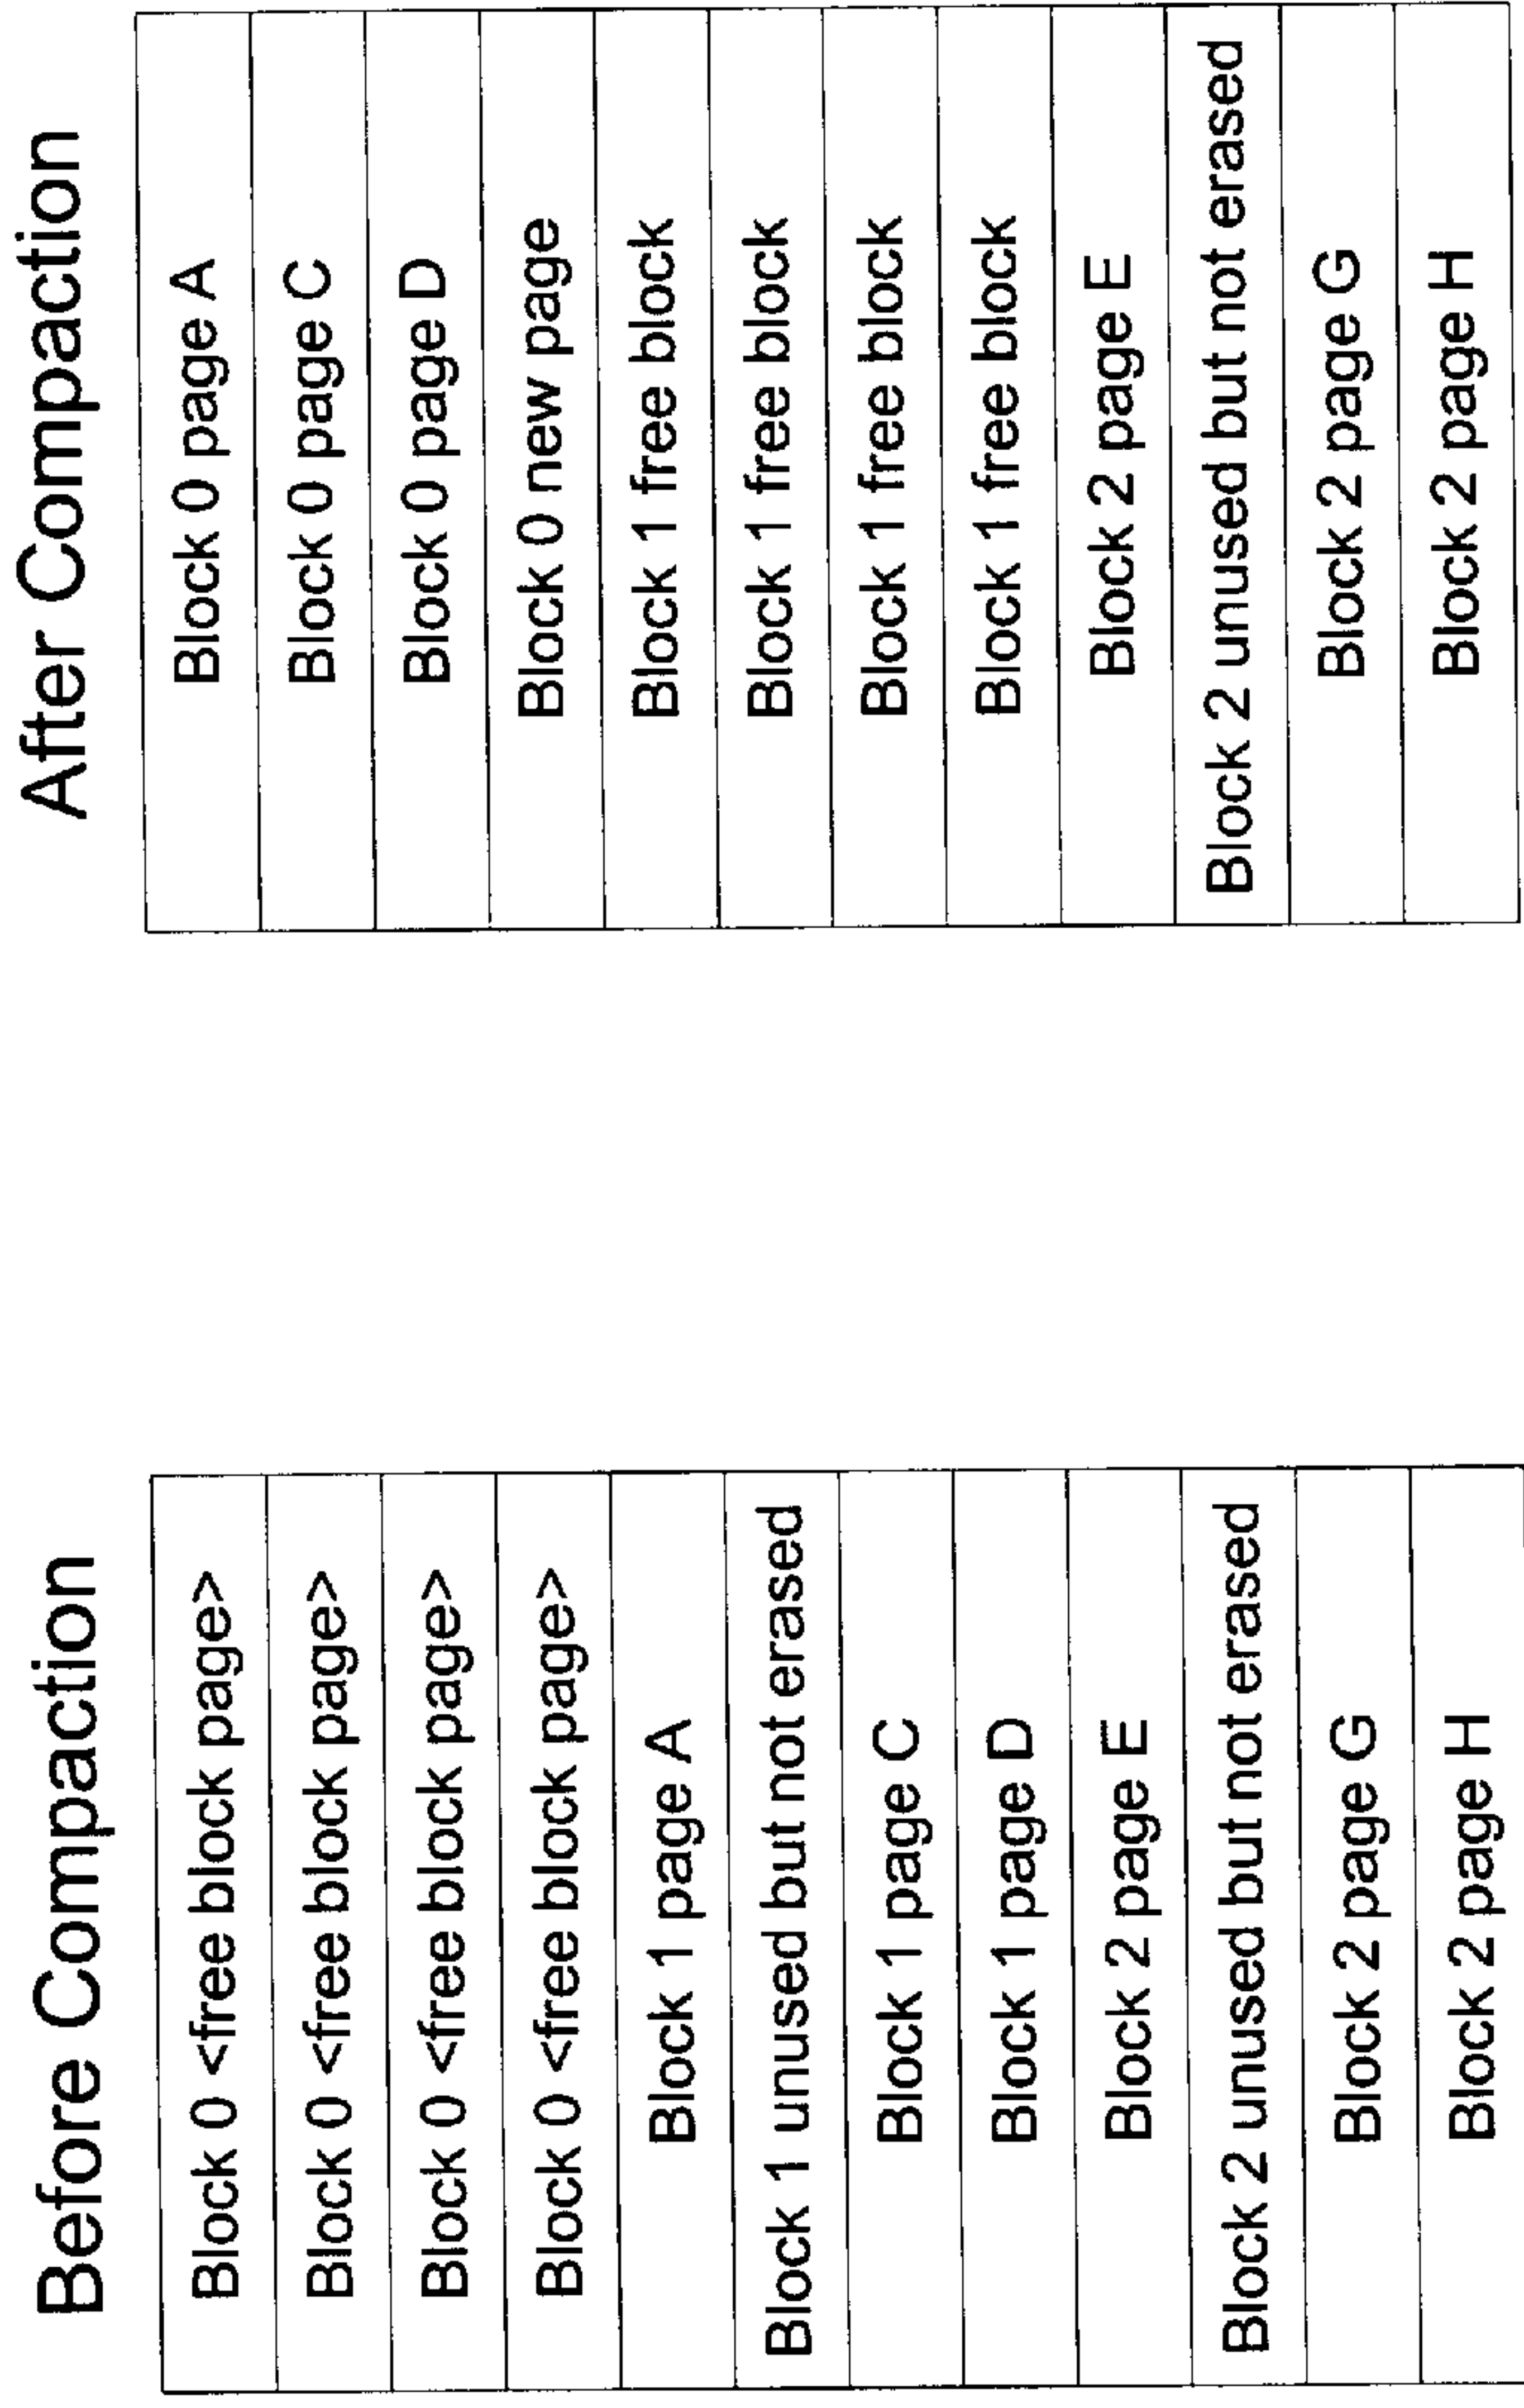 Before Compaction
Block 0 <free block page>
Block 0 <free block page>
Block 0 <free block page>
Block 0 <free block page>
Block 1 page A
Block 1 unused but not erased
Block 1 page C
Block 1 page D
Block 2 page E
Block 2 unused but not erased
Block 2 page G
Block 2 page H
After Compaction
Block 0 page A
Block 0 page C
Block 0 page D
Block 0 new page
Block 1 free block
Block 1 free block
Block 1 free block
Block 1 free block
Block 2 page E
Block 2 unused but not erased
Block 2 page G
Block 2 page H